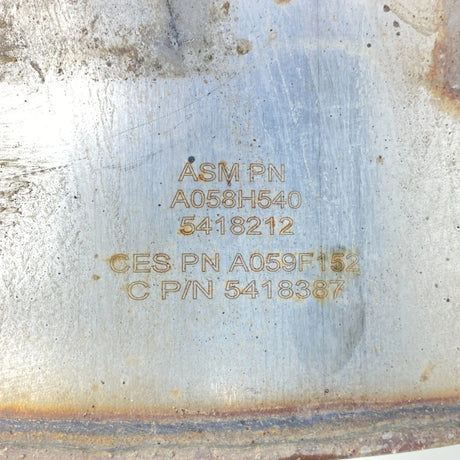 ASM PN
A058H540
5418212
CES PN A059F152
C P/N 5418387